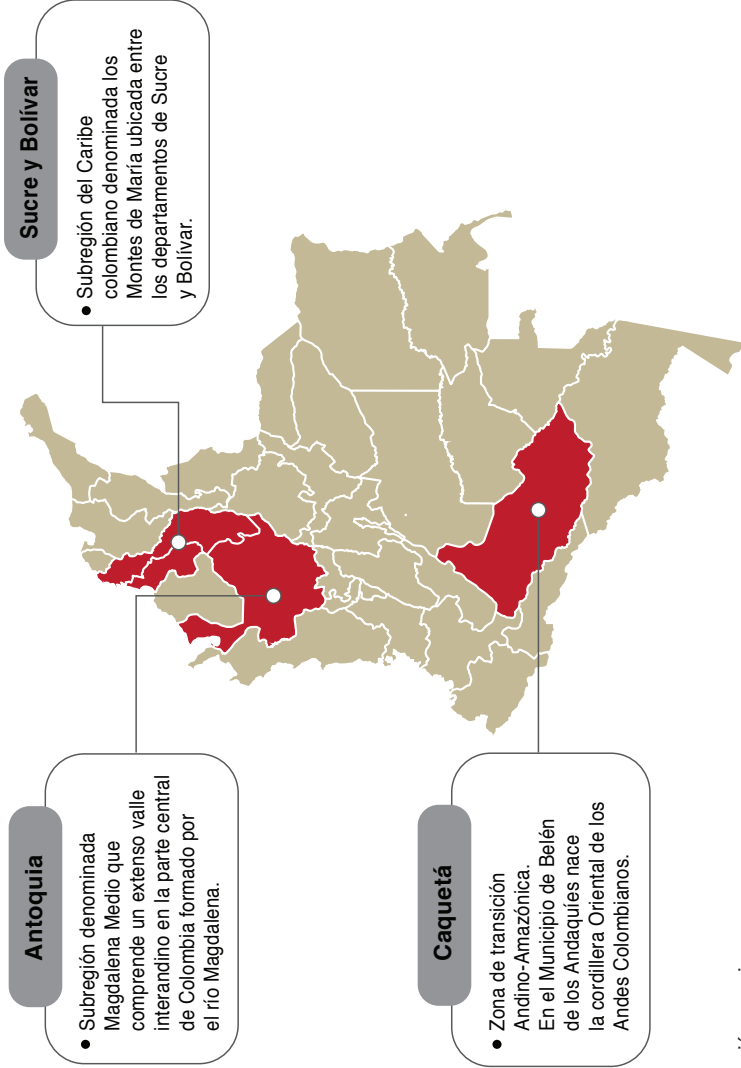 Antoquia
• Subregión denominada
Magdalena Medio que
comprende un extenso valle
interandino en la parte central
de Colombia formado por
el río Magdalena.
Sucre y Bolívar
• Subregión del Caribe
colombiano denominada los
Montes de María ubicada entre
los departamentos de Sucre
y Bolívar.
Caquetá
• Zona de transición
Andino-Amazónica.
En el Municipio de Belén
de los Andaquíes nace
la cordillera Oriental de los
Andes Colombianos.